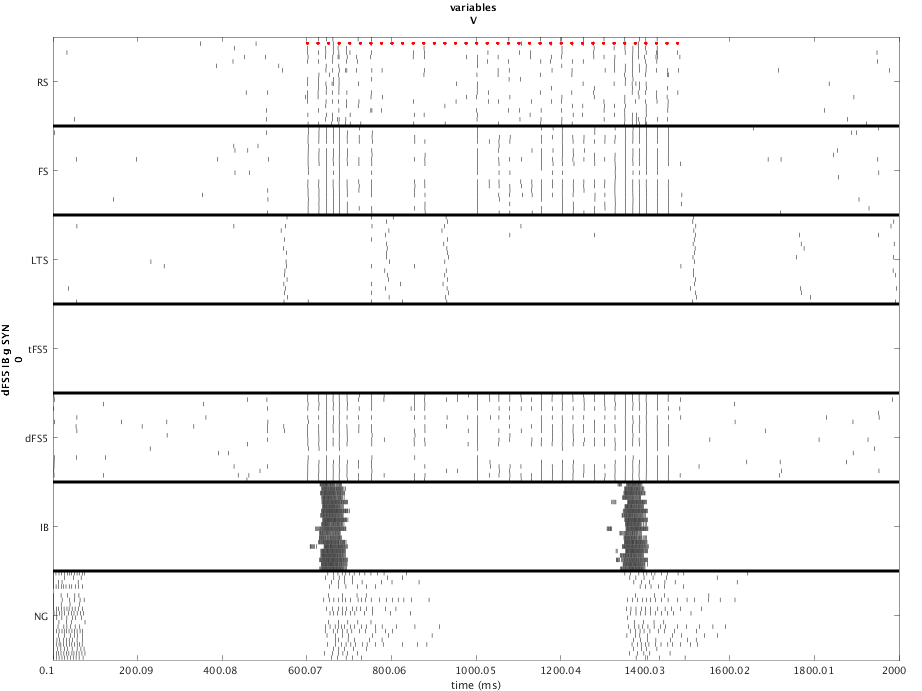 variables
V
RS
FS
LTS
tFS5
dFS5
IB
NG
dFS5 IB g SYN
0
0.1 200.09 400.08 600.07 800.06 1000.05 1200.04 1400.03 1600.02 1800.01 2000
time (ms)